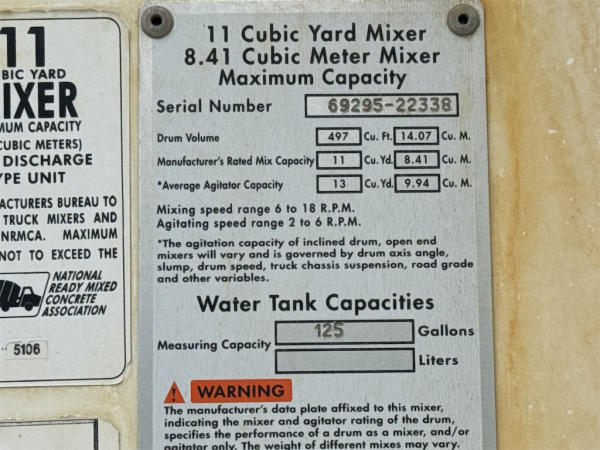 11
BIC YARD
IXER
MUM CAPACITY
CUBIC METERS)
DISCHARGE
YPE UNIT
ACTURERS BUREAU TO
TRUCK MIXERS AND
NRMCA. MAXIMUM
NOT TO EXCEED THE
NATIONAL
READY MIXED
CONCRETE
ASSOCIATION
5106
11 Cubic Yard Mixer
8.41 Cubic Meter Mixer
Maximum Capacity
Serial Number 69295-22338
Drum Volume 497 Cu. Ft. 14.07 Cu. M.
Manufacturer's Rated Mix Capacity 11 Cu. Yd. 8.41 Cu. M.
*Average Agitator Capacity 13 Cu. Yd. 9.94 Cu. M.
Mixing speed range 6 to 18 R.P.M.
Agitating speed range 2 to 6 R.P.M.
*The agitation capacity of inclined drum, open end
mixers will vary and is governed by drum axis angle,
slump, drum speed, truck chassis suspension, road grade
and other variables.
Water Tank Capacities
Measuring Capacity 125 Gallons
Liters
WARNING
The manufacturer's data plate affixed to this mixer,
indicating the mixer and agitator rating of the drum,
specifies the performance of a drum as a mixer, and/or
agitator only. The weight of different mixes may vary.